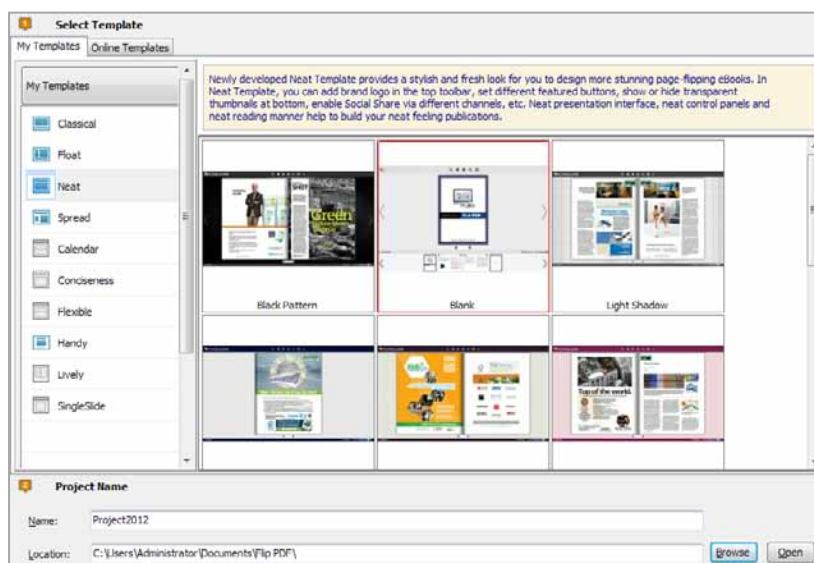 Select Template
My Templates Online Templates
My Templates
Classical
Float
Neat
Spread
Calendar
Conciseness
Flexible
Handy
Lively
SingleSlide
Newly developed Neat Template provides a stylish and fresh look for you to design more stunning page-flipping eBooks. In
Neat Template, you can add brand logo in the top toolbar, set different featured buttons, show or hide transparent
thumbnails at bottom, enable Social Share via different channels, etc. Neat presentation interface, neat control panels and
neat reading manner help to build your neat feeling publications.
Green
Black Pattern Blank Light Shadow
Top of the world.
Project Name
Name: Project2012
Location: C:\Users\Administrator\Documents\Flip PDF\ Browse Open